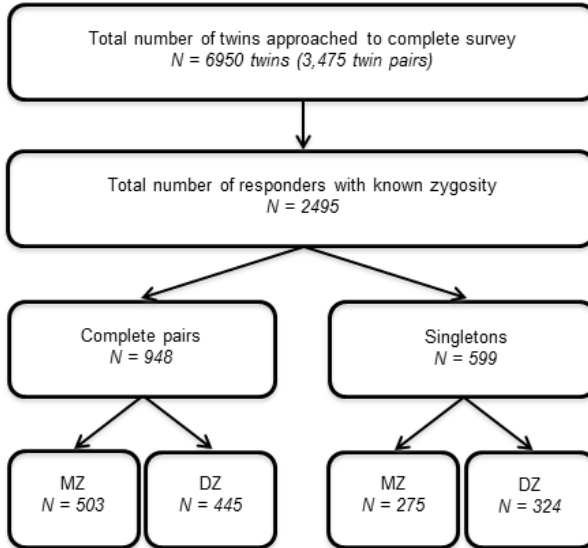 Total number of twins approached to complete survey
N = 6950 twins (3,475 twin pairs)
Total number of responders with known zygosity
N = 2495
Complete pairs
N = 948
Singletons
N = 599
MZ
N = 503
DZ
N = 445
MZ
N = 275
DZ
N = 324